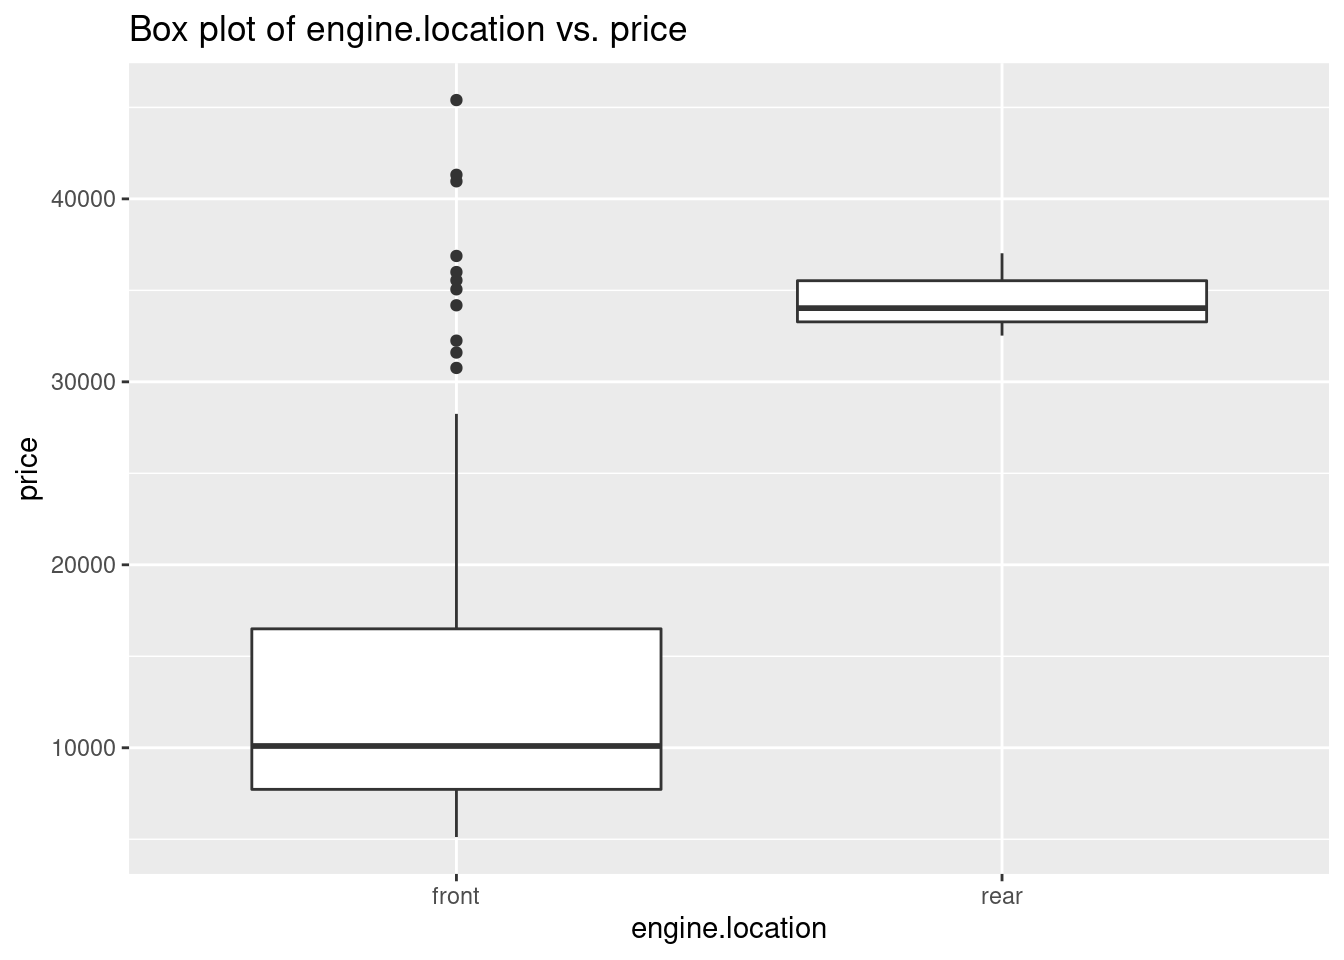 Box plot of engine.location vs. price
40000
30000
20000
10000
price
front
rear
engine.location